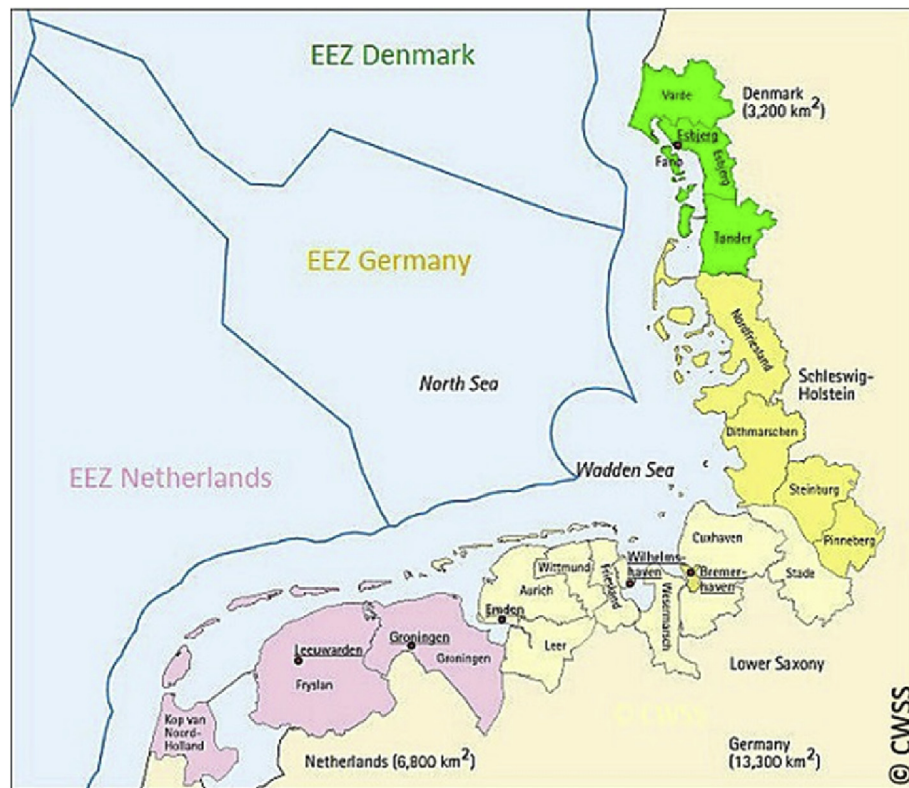 EEZ Denmark
Varde
Denmark
(3,200 km²)
Esbjerg
Fanø
Esbjerg
Tønder
EEZ Germany
Nordfriesland
North Sea
Schleswig-
Holstein
Dithmarschen
EEZ Netherlands
Wadden Sea
Steinburg
Pinneberg
Cuxhaven
Stade
Wilhelms-
haven
Bremer-
haven
Wittmund
Friesland
Aurich
Wesermarsch
Emden
Leer
Groningen
Groningen
Leeuwarden
Fryslan
Lower Saxony
Kop van
Noord-
Holland
© CWSS
Netherlands (6,800 km²)
Germany
(13,300 km²)
© CWSS